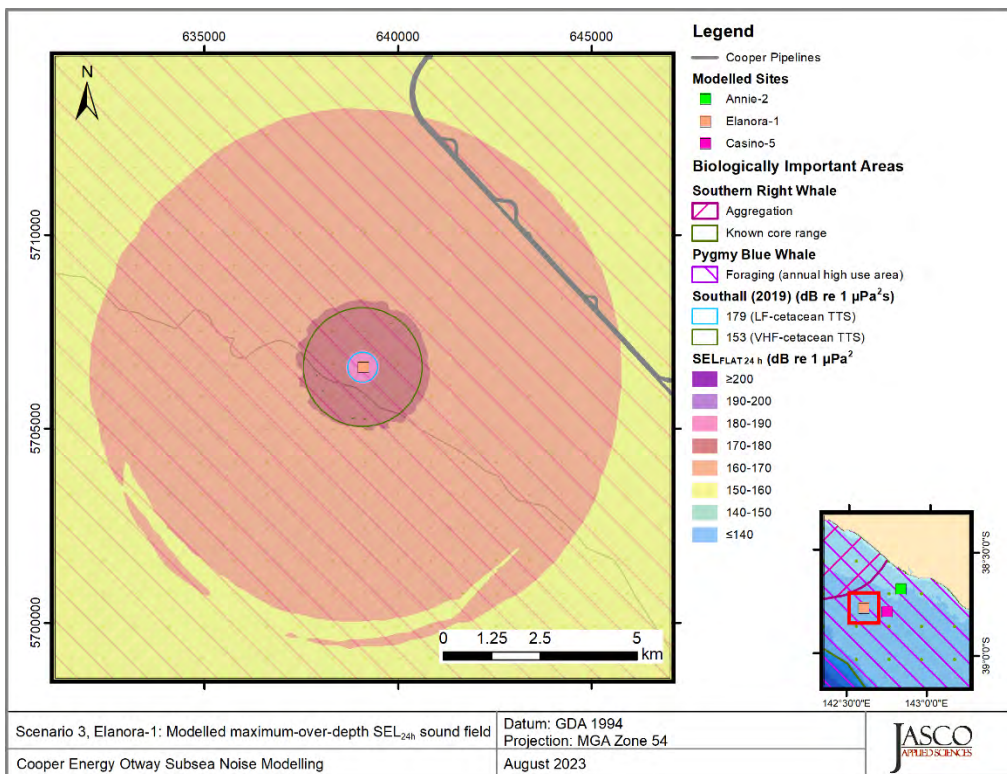 635000
640000
645000
N
5710000
5705000
5700000
0 1.25 2.5 5
km
Legend
Cooper Pipelines
Modelled Sites
Annie-2
Elanora-1
Casino-5
Biologically Important Areas
Southern Right Whale
Aggregation
Known core range
Pygmy Blue Whale
Foraging (annual high use area)
Southall (2019) (dB re 1 µPa²s)
179 (LF-cetacean TTS)
153 (VHF-cetacean TTS)
SELFLAT 24 h (dB re 1 µPa²
≥200
190-200
180-190
170-180
160-170
150-160
140-150
≤140
38°30'0"S
39°0'0"S
142°30'0"E
143°0'0"E
Scenario 3, Elanora-1: Modelled maximum-over-depth SEL24h sound field
Datum: GDA 1994
Projection: MGA Zone 54
Cooper Energy Otway Subsea Noise Modelling
August 2023
JASCO
APPLIED SCIENCES